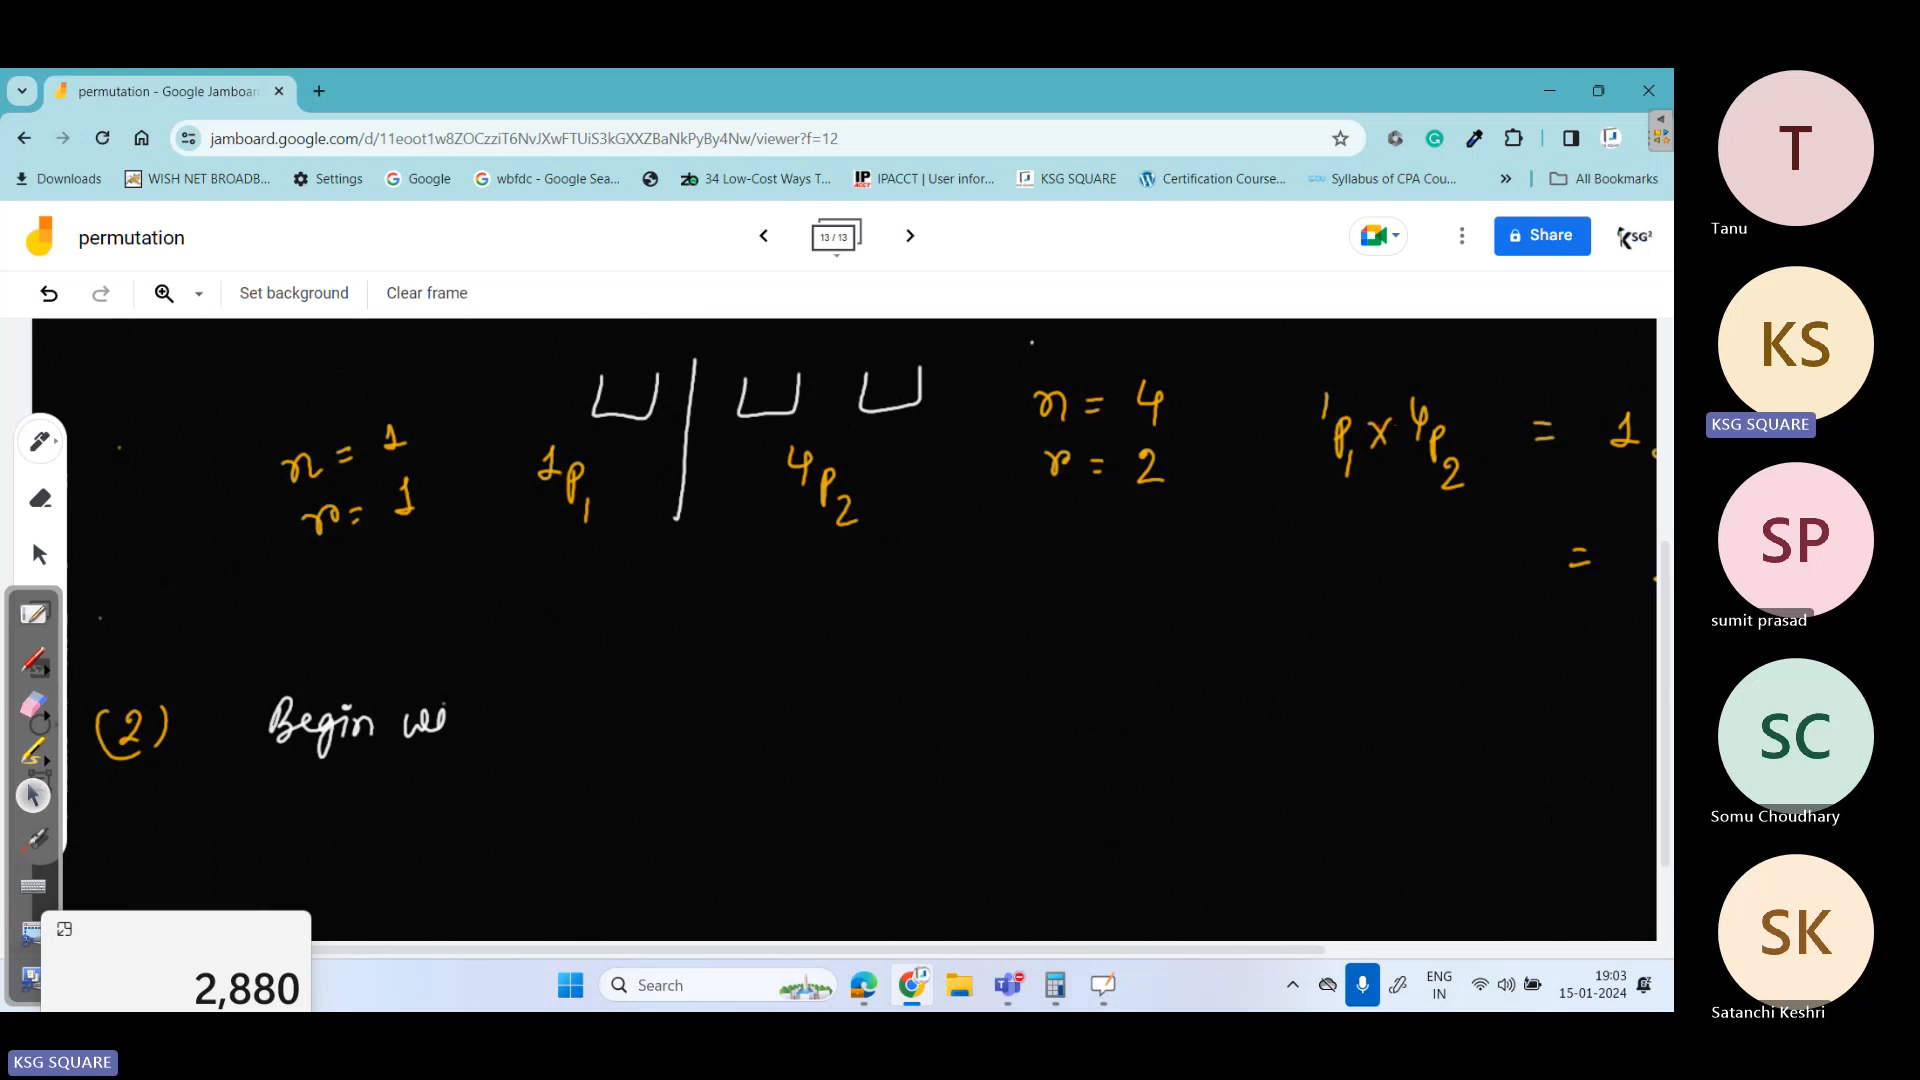 permutation - Google Jamboar
jamboard.google.com/d/11eoot1w8ZOCzziT6NvJXwFTUiS3kGXXZBaNkPyBy4Nw/viewer?f=12
Downloads WISH NET BROADB... Settings Google wbfdc - Google Sea... 34 Low-Cost Ways T... IPACCT | User infor... KSG SQUARE Certification Course... Syllabus of CPA Cou... » All Bookmarks
permutation 13 / 13 Share KSG²
Set background Clear frame
n = 1
r = 1
1p1
4p2
n = 4
r = 2
1p1 x 4p2 = 1
=
(2) Begin wi
2,880
Search
ENG
IN
19:03
15-01-2024
T
Tanu
KS
KSG SQUARE
SP
sumit prasad
SC
Somu Choudhary
SK
Satanchi Keshri
KSG SQUARE